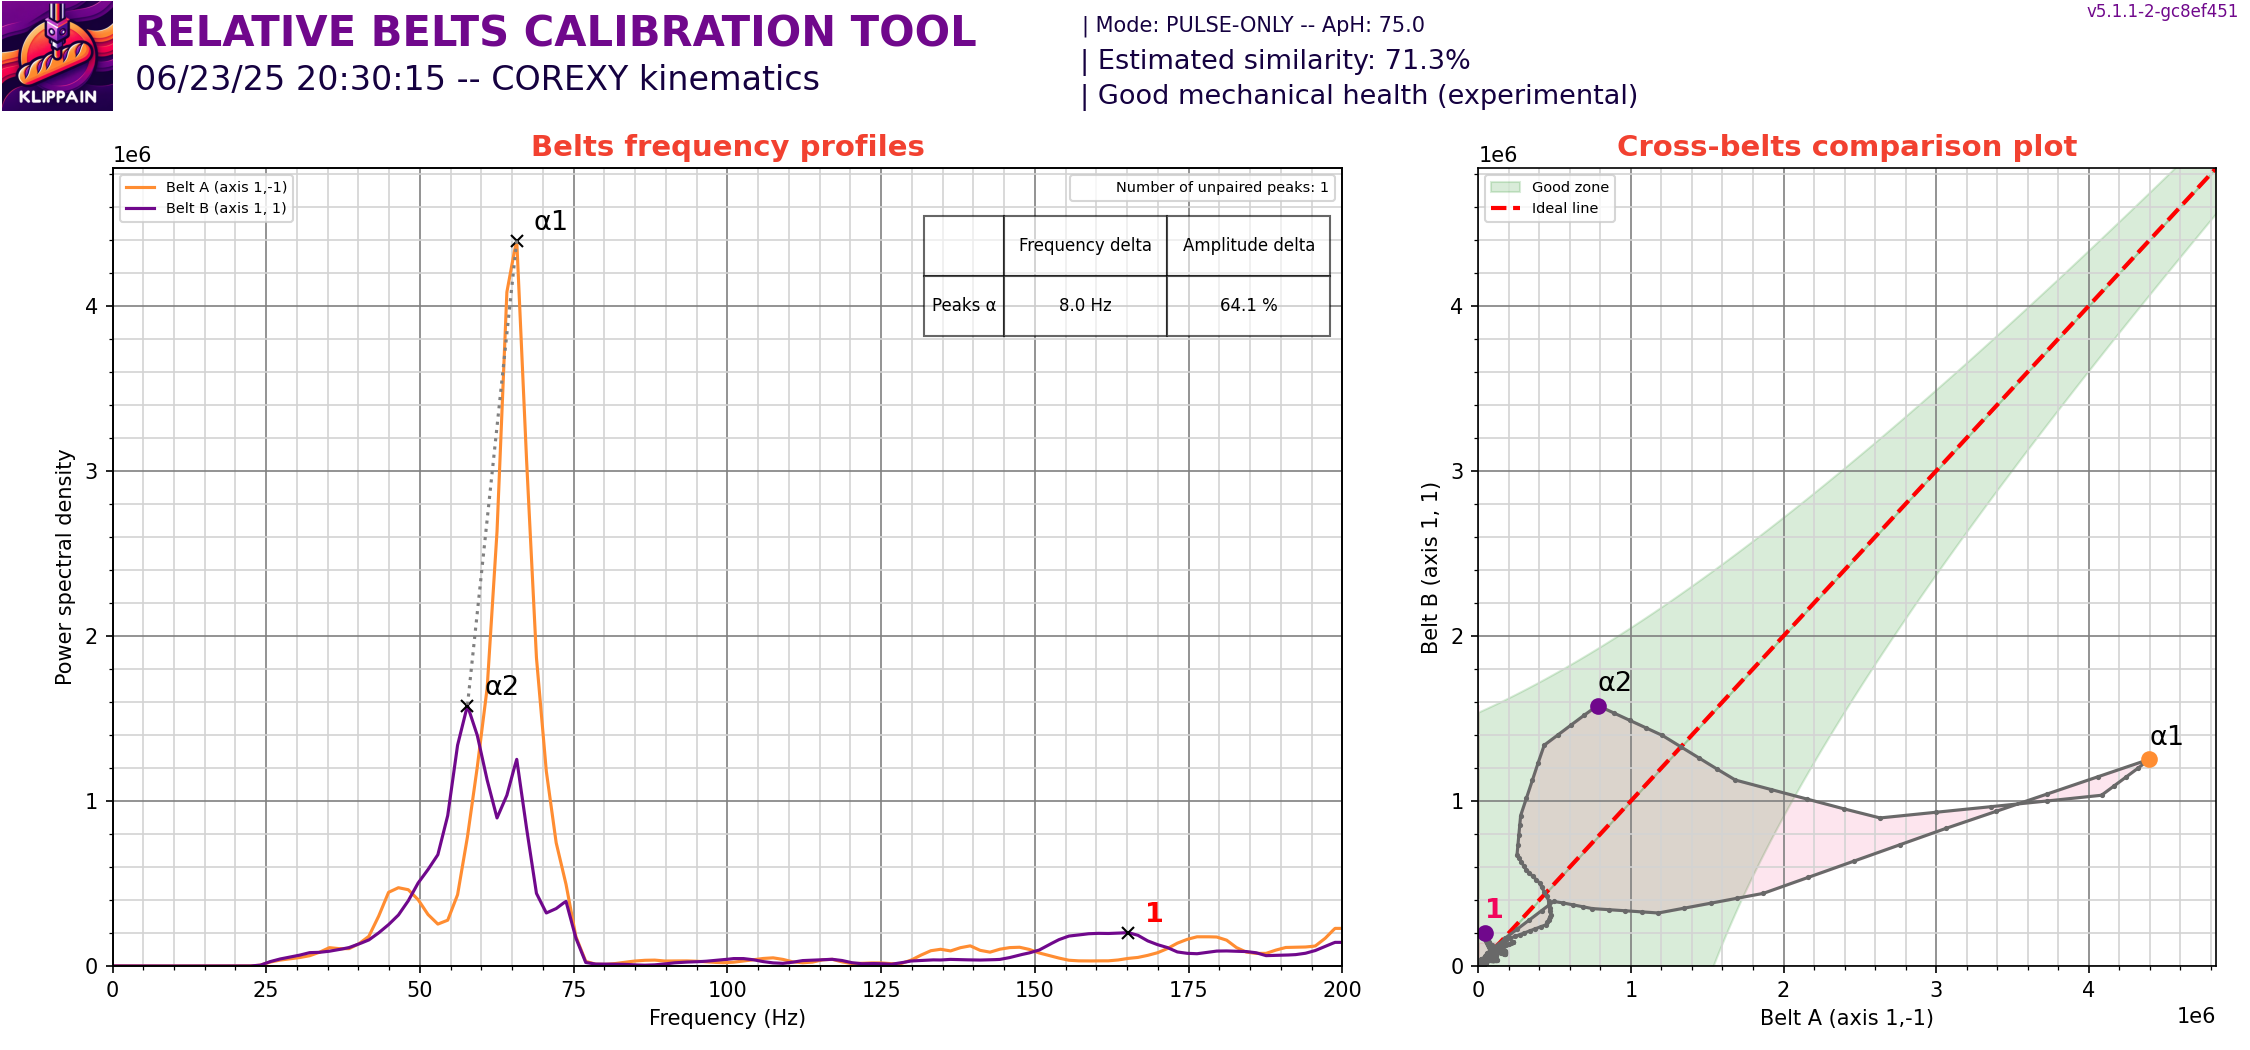 KLIPPAIN
RELATIVE BELTS CALIBRATION TOOL
06/23/25 20:30:15 -- COREXY kinematics
| Mode: PULSE-ONLY -- ApH: 75.0
| Estimated similarity: 71.3%
| Good mechanical health (experimental)
v5.1.1-2-gc8ef451
Belts frequency profiles
1e6
Belt A (axis 1,-1)
Belt B (axis 1, 1)
Number of unpaired peaks: 1
Frequency delta Amplitude delta
Peaks α 8.0 Hz 64.1 %
α1
α2
1
4
3
2
1
0
Power spectral density
0 25 50 75 100 125 150 175 200
Frequency (Hz)
Cross-belts comparison plot
1e6
Good zone
Ideal line
α2
α1
1
4
3
2
1
0
Belt B (axis 1, 1)
0 1 2 3 4
Belt A (axis 1,-1)
1e6